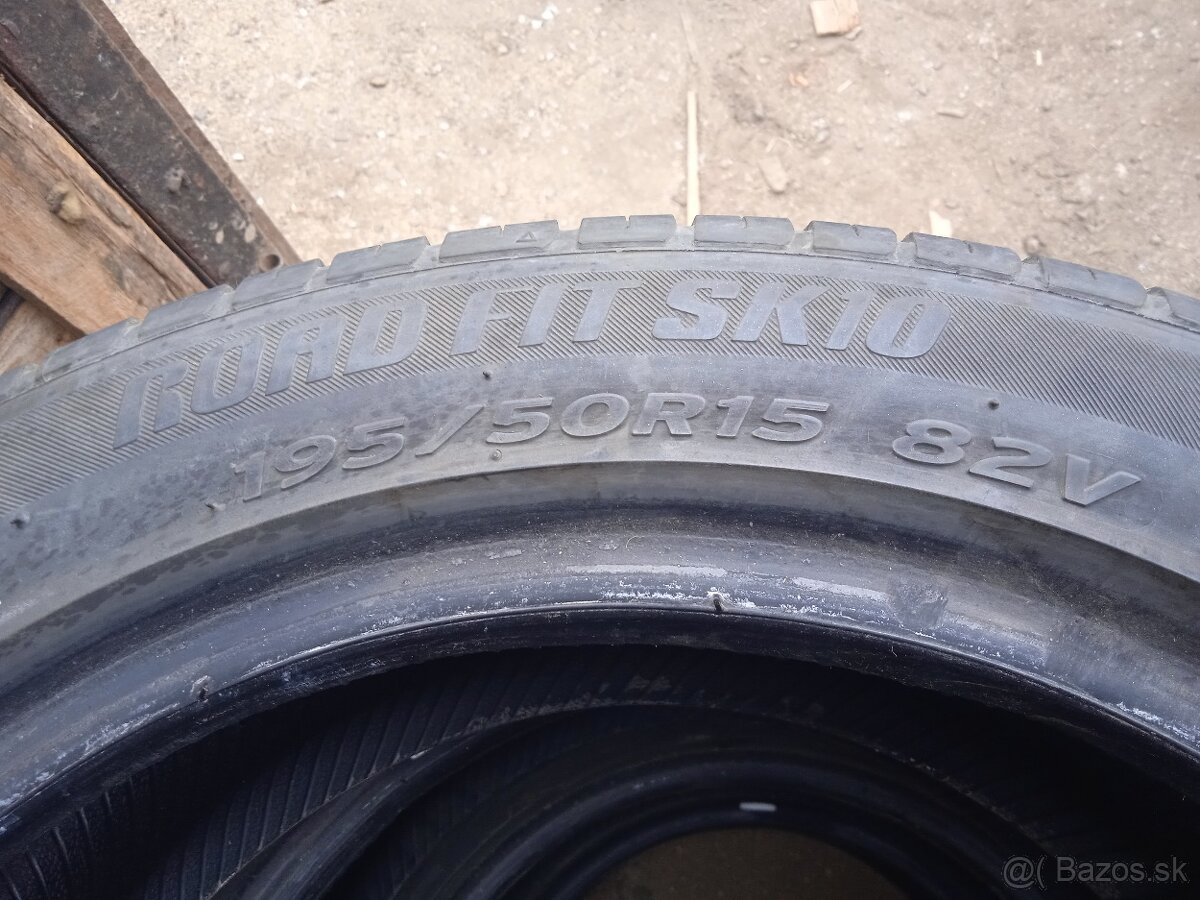 ROAD FIT SK10
195/50R15 82V
@( Bazos.sk